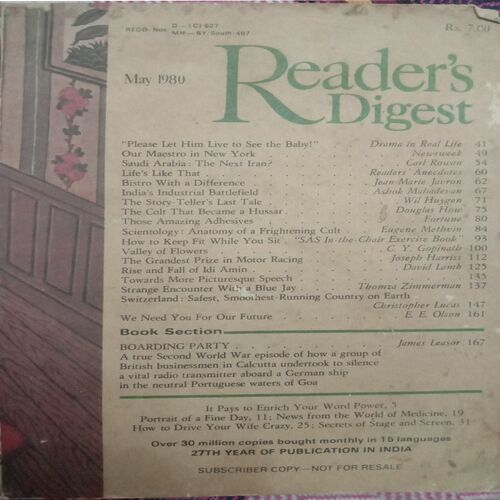 REGD. Nos. D—(C)-627
MH—BY/South-497
Rs. 7.00
May 1980
Reader's
Digest
"Please Let Him Live to See the Baby!" Drama in Real Life 41
Our Maestro in New York . . . Newsweek 49
Saudi Arabia: The Next Iran? . . . Carl Rowan 54
Life's Like That . . . Readers' Anecdotes 60
Bistro With a Difference . . . Jean-Marie Javron 62
India's Industrial Battlefield . . . Ashok Mahadevan 67
The Story-Teller's Last Tale . . . Wil Huygen 71
The Colt That Became a Hussar . . . Douglas How 75
Those Amazing Adhesives . . . Fortune 80
Scientology: Anatomy of a Frightening Cult Eugene Methvin 84
How to Keep Fit While You Sit "SAS In-the-Chair Exercise Book" 93
Valley of Flowers . . . C. Y. Gopinath 100
The Grandest Prize in Motor Racing Joseph Harriss 112
Rise and Fall of Idi Amin . . . David Lamb 125
Towards More Picturesque Speech . . . 135
Strange Encounter With a Blue Jay Thomza Zimmerman 137
Switzerland: Safest, Smoothest-Running Country on Earth
Christopher Lucas 147
We Need You For Our Future . . . E. E. Olson 161
Book Section
BOARDING PARTY . . . James Leasor 167
A true Second World War episode of how a group of
British businessmen in Calcutta undertook to silence
a vital radio transmitter aboard a German ship
in the neutral Portuguese waters of Goa
It Pays to Enrich Your Word Power, 5
Portrait of a Fine Day, 11; News from the World of Medicine, 19
How to Drive Your Wife Crazy, 25; Secrets of Stage and Screen, 31
Over 30 million copies bought monthly in 15 languages
27TH YEAR OF PUBLICATION IN INDIA
SUBSCRIBER COPY—NOT FOR RESALE